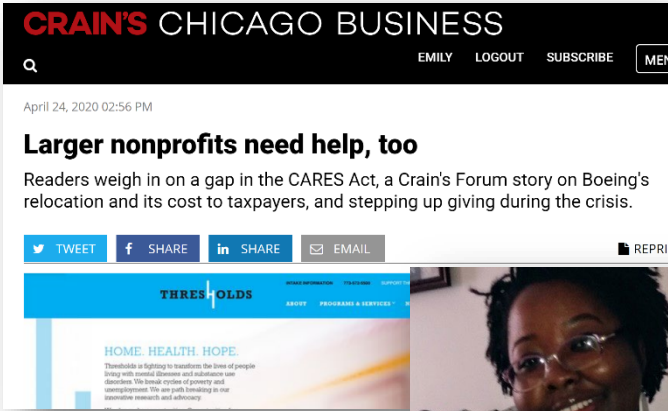 CRAIN'S CHICAGO BUSINESS
EMILY LOGOUT SUBSCRIBE MEN
April 24, 2020 02:56 PM
Larger nonprofits need help, too
Readers weigh in on a gap in the CARES Act, a Crain's Forum story on Boeing's
relocation and its cost to taxpayers, and stepping up giving during the crisis.
TWEET SHARE SHARE EMAIL REPRI
THRESHOLDS
ABOUT PROGRAMS & SERVICES
HOME. HEALTH. HOPE.
Thresholds is fighting to transform the lives of people
living with mental illnesses and substance use
disorders. We break cycles of poverty and
unemployment. We are path breaking in our
innovative research and advocacy.